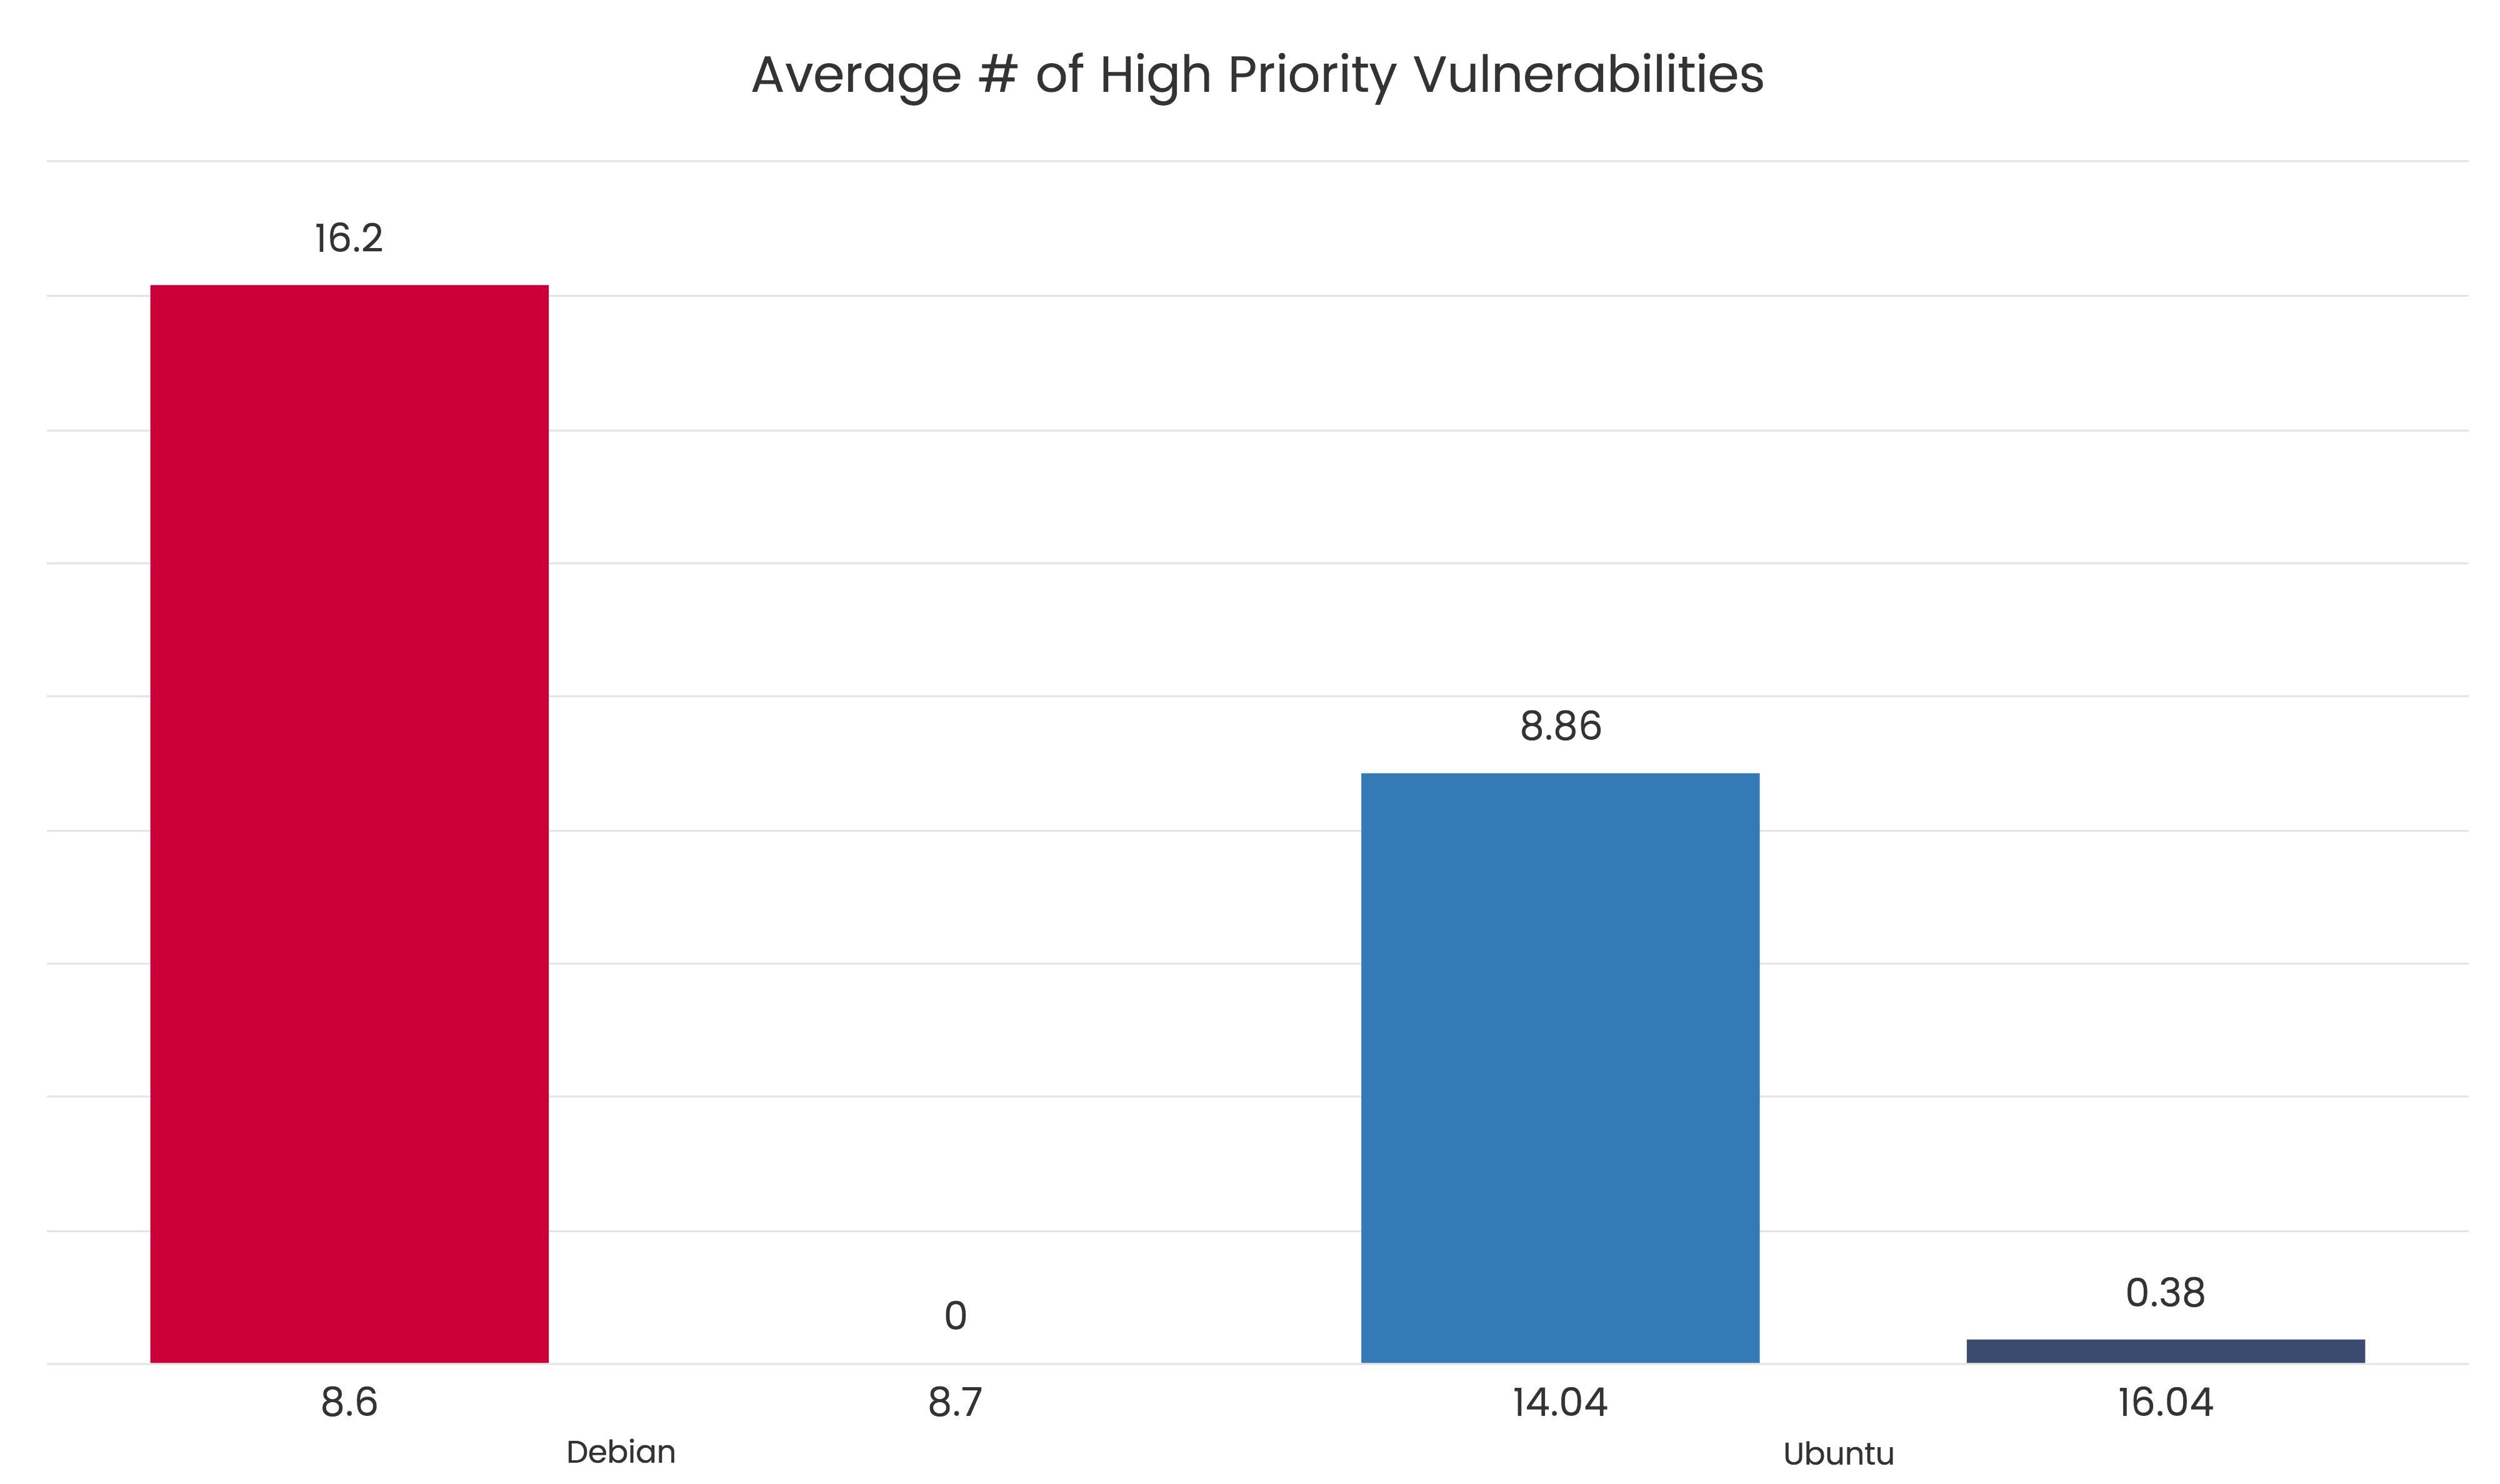 Average # of High Priority Vulnerabilities
16.2
8.86
0
0.38
8.6 8.7 14.04 16.04
Debian Ubuntu